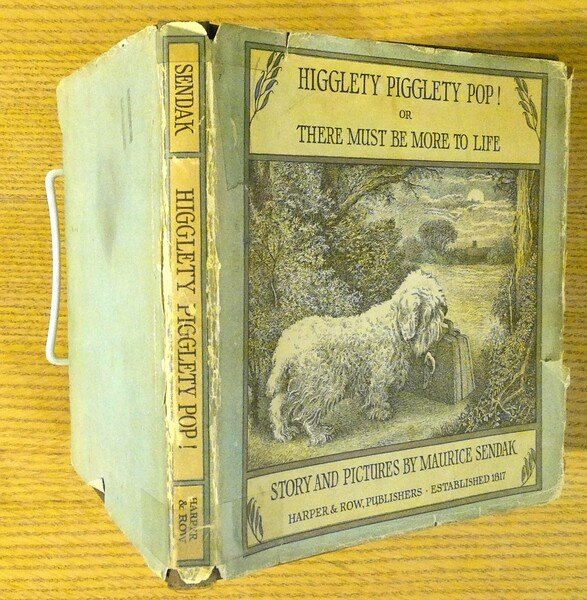 SENDAK
HIGGLETY PIGGLETY POP!
HARPER
& ROW
HIGGLETY PIGGLETY POP!
OR
THERE MUST BE MORE TO LIFE
STORY AND PICTURES BY MAURICE SENDAK
HARPER & ROW, PUBLISHERS · ESTABLISHED 1817